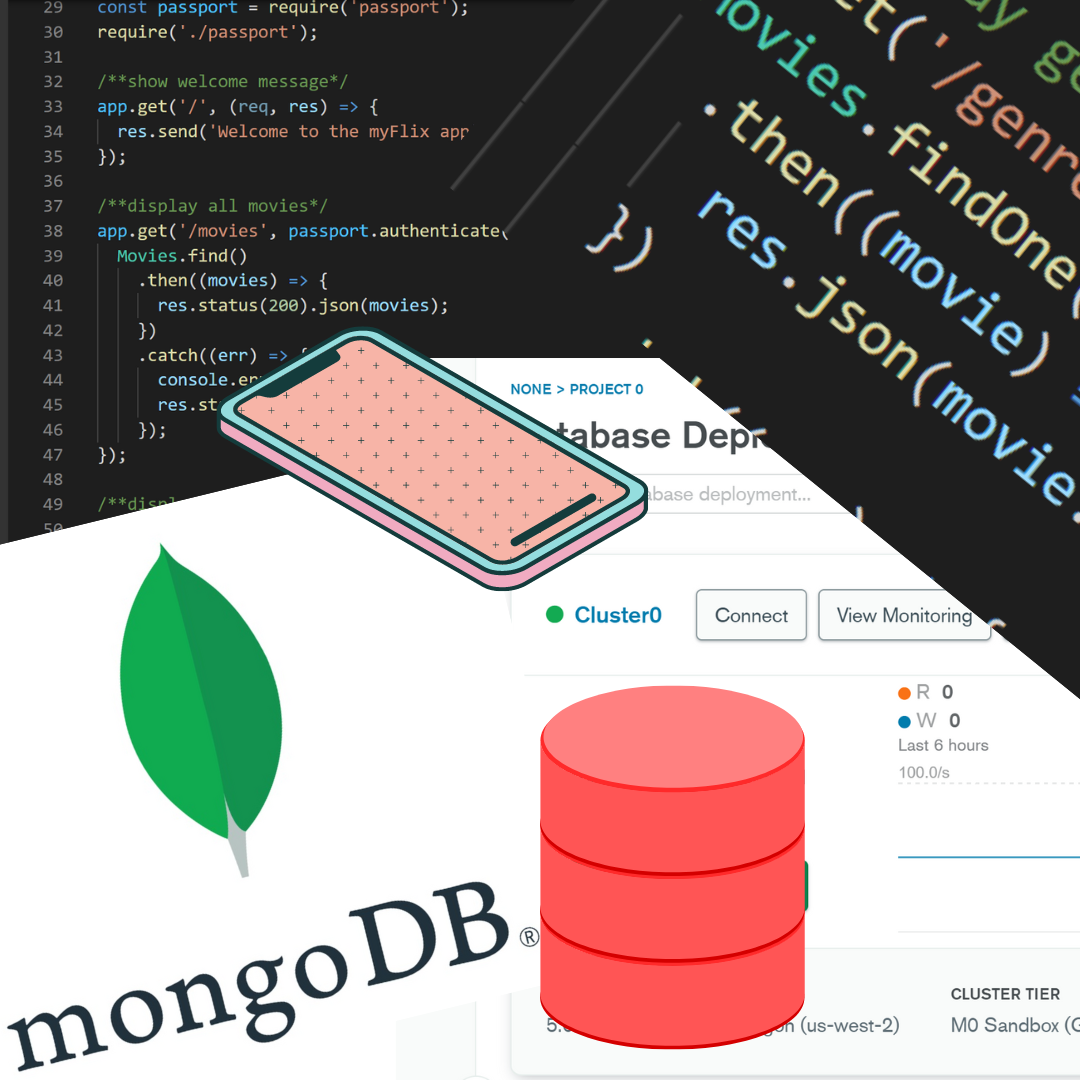 29 const passport = require('passport');
30 require('./passport');
31
32 /**show welcome message*/
33 app.get('/', (req, res) => {
34 res.send('Welcome to the myFlix app
35 });
36
37 /**display all movies*/
38 app.get('/movies', passport.authenticate(
39 Movies.find()
40 .then((movies) => {
41 res.status(200).json(movies);
42 })
43 .catch((err) => {
44 console.er
45 res.st
46 });
47 });
48
49 /**displ
50
get('/genre
Movies.findOne(
.then((movie)
res.json(movie.
})
NONE > PROJECT 0
tabase Depl
abase deployment...
Cluster0 Connect View Monitoring
R 0
W 0
Last 6 hours
100.0/s
CLUSTER TIER
(us-west-2) M0 Sandbox (G
mongoDB®